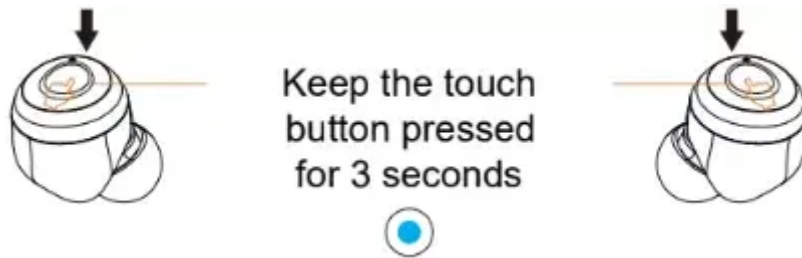 Keep the touch
button pressed
for 3 seconds